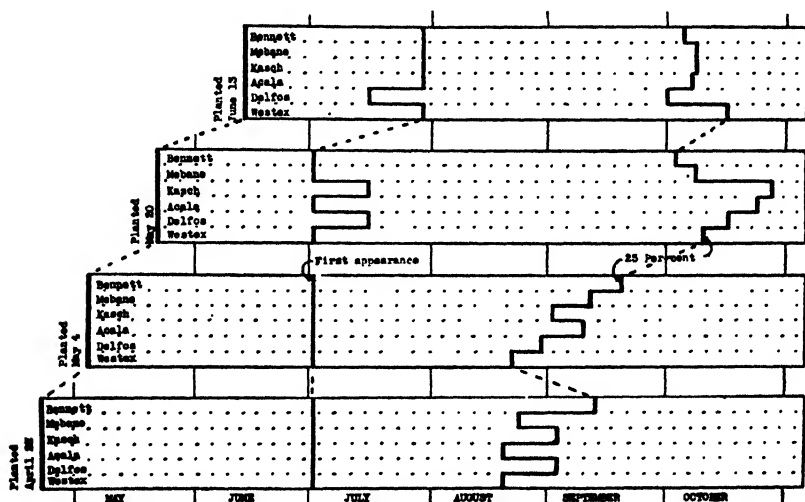 Planted
June 13
Bennett
Mebane
Kasch
Acala
Delfos
Westex
Planted
May 20
Bennett
Mebane
Kasch
Acala
Delfos
Westex
First appearance
25 Percent
Planted
May 4
Bennett
Mebane
Kasch
Acala
Delfos
Westex
Planted
Bennett
Mebane
Kasch
Acala
Delfos
Westex
MAY JUNE JULY AUGUST SEPTEMBER OCTOBER